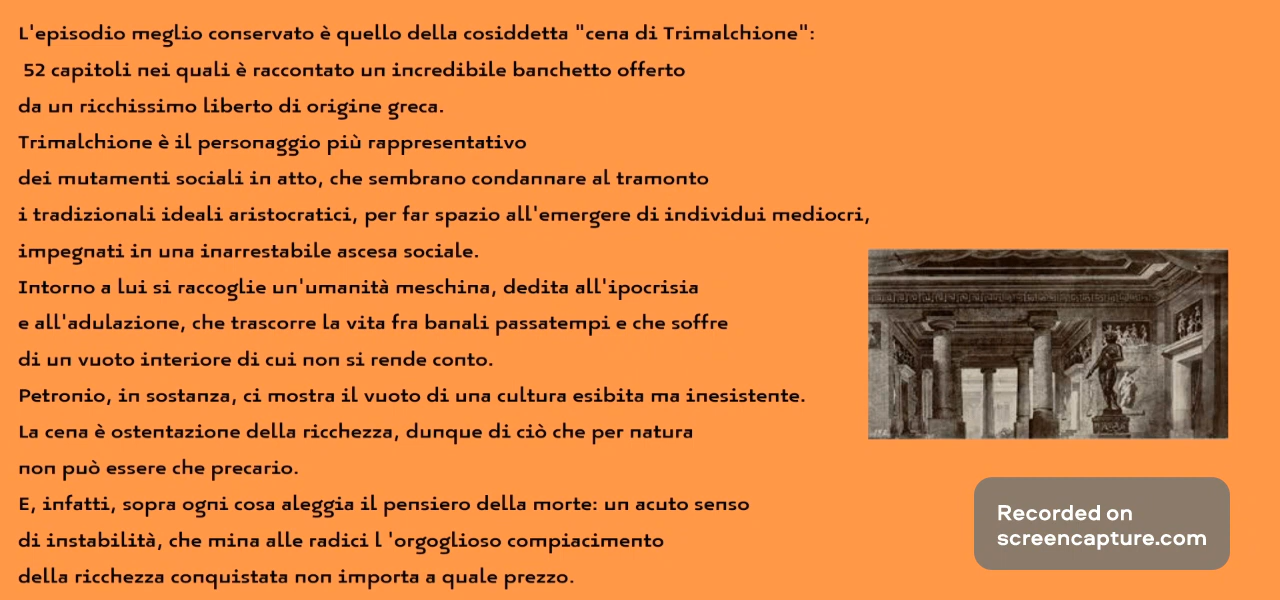 L'episodio meglio conservato è quello della cosiddetta "cena di Trimalchione":
52 capitoli nei quali è raccontato un incredibile banchetto offerto
da un ricchissimo liberto di origine greca.
Trimalchione è il personaggio più rappresentativo
dei mutamenti sociali in atto, che sembrano condannare al tramonto
i tradizionali ideali aristocratici, per far spazio all'emergere di individui mediocri,
impegnati in una inarrestabile ascesa sociale.
Intorno a lui si raccoglie un'umanità meschina, dedita all'ipocrisia
e all'adulazione, che trascorre la vita fra banali passatempi e che soffre
di un vuoto interiore di cui non si rende conto.
Petronio, in sostanza, ci mostra il vuoto di una cultura esibita ma inesistente.
La cena è ostentazione della ricchezza, dunque di ciò che per natura
non può essere che precario.
E, infatti, sopra ogni cosa aleggia il pensiero della morte: un acuto senso
di instabilità, che mina alle radici l 'orgoglioso compiacimento
della ricchezza conquistata non importa a quale prezzo.
Recorded on
screencapture.com